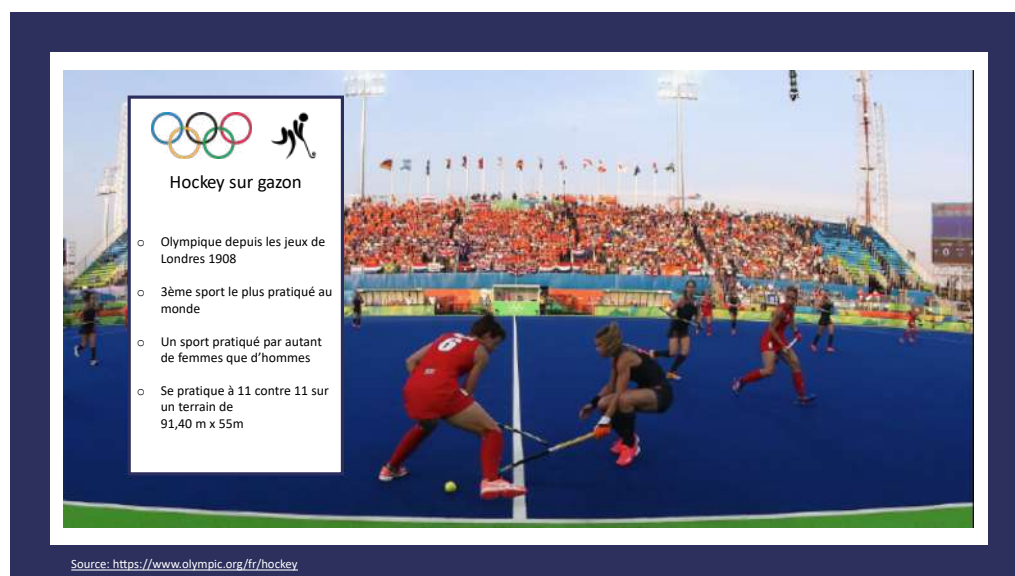 Hockey sur gazon
Olympique depuis les jeux de
Londres 1908
3ème sport le plus pratiqué au
monde
Un sport pratiqué par autant
de femmes que d’hommes
Se pratique à 11 contre 11 sur
un terrain de
91,40 m x 55m
6
Source: https://www.olympic.org/fr/hockey